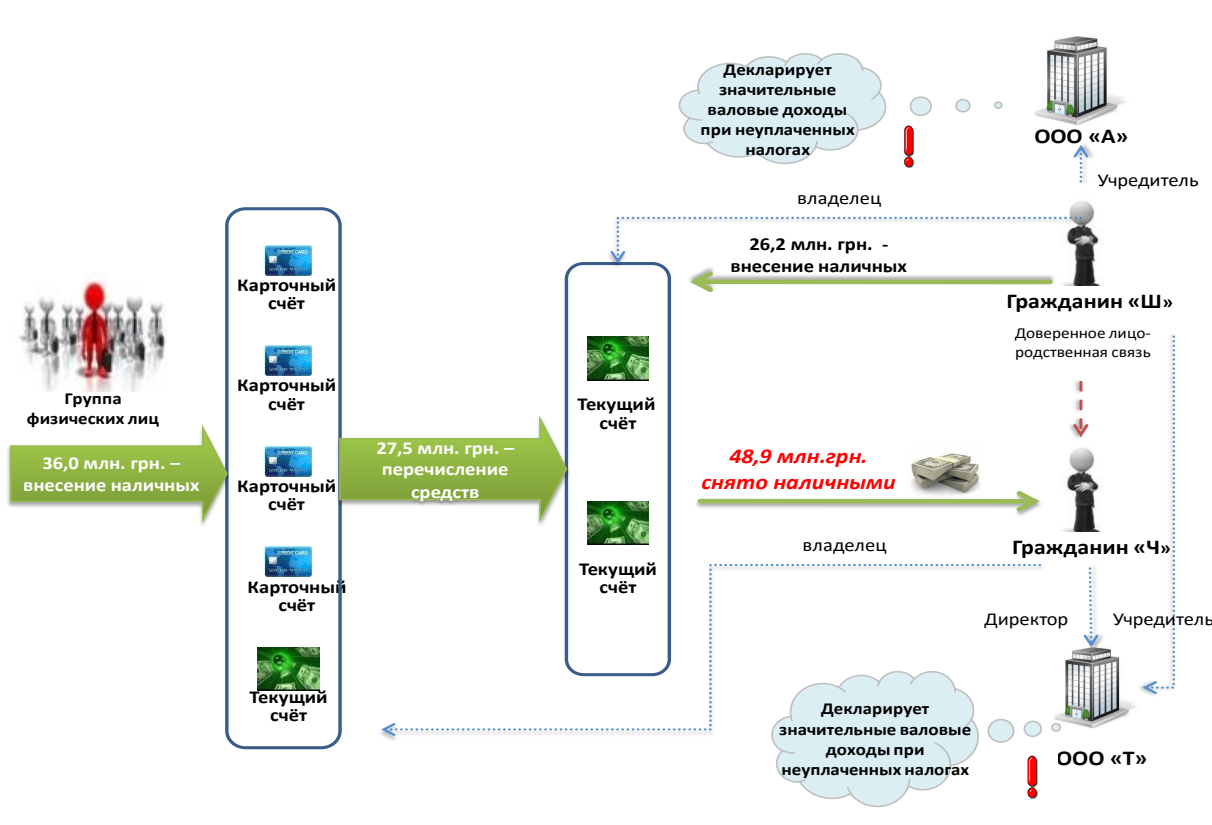 Декларирует
значительные
валовые доходы
при неуплаченных
налогах
ООО «А»
Учредитель
владелец
26,2 млн. грн. -
внесение наличных
Гражданин «Ш»
Доверенное лицо-
родственная связь
Группа
физических лиц
36,0 млн. грн. –
внесение наличных
Карточный
счёт
Карточный
счёт
Карточный
счёт
Карточный
счёт
Текущий
счёт
27,5 млн. грн. –
перечисление
средств
Текущий
счёт
Текущий
счёт
48,9 млн.грн.
снято наличными
владелец
Гражданин «Ч»
Директор
Учредитель
Декларирует
значительные валовые
доходы при
неуплаченных налогах
ООО «Т»